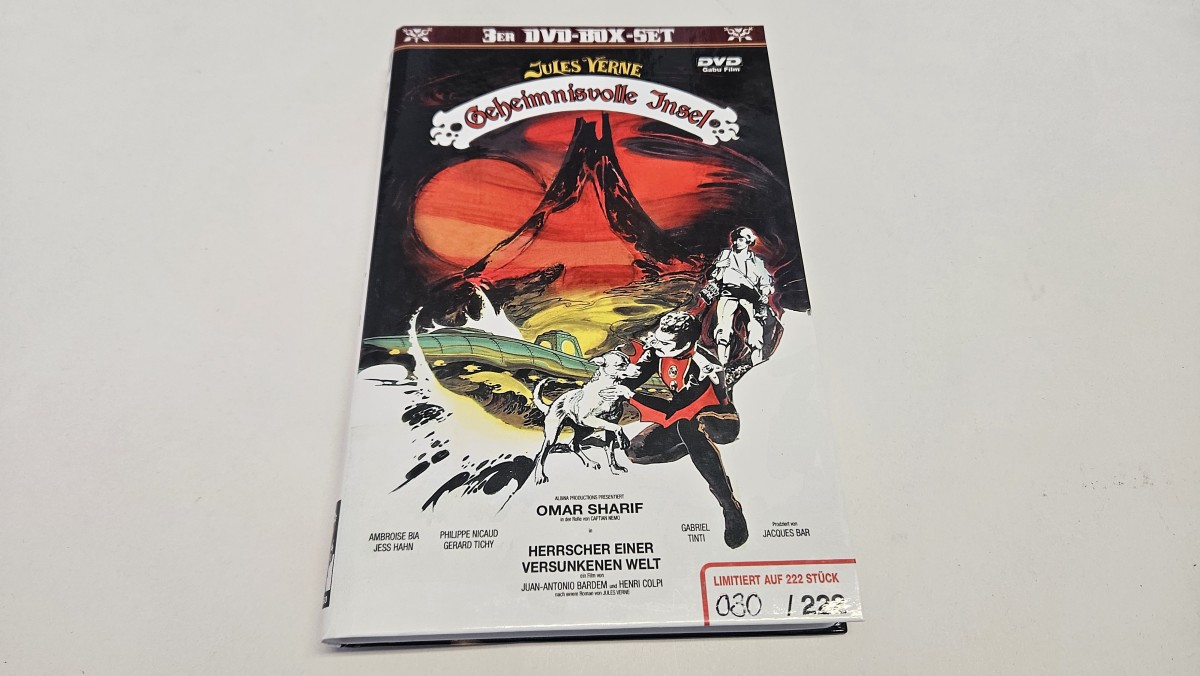 3ER DVD-BOX-SET
JULES VERNE
DVD
Gabu Film
Geheimnisvolle Insel
ALBINA PRODUCTIONS PRESENTIERT
OMAR SHARIF
in der Rolle von CAPTIAN NEMO
in
AMBROISE BIA
JESS HAHN
PHILIPPE NICAUD
GERARD TICHY
GABRIEL
TINTI
Produziert von
JACQUES BAR
HERRSCHER EINER
VERSUNKENEN WELT
ein Film von
JUAN-ANTONIO BARDEM und HENRI COLPI
nach einem Roman von JULES VERNE
LIMITIERT AUF 222 STÜCK
080 / 222